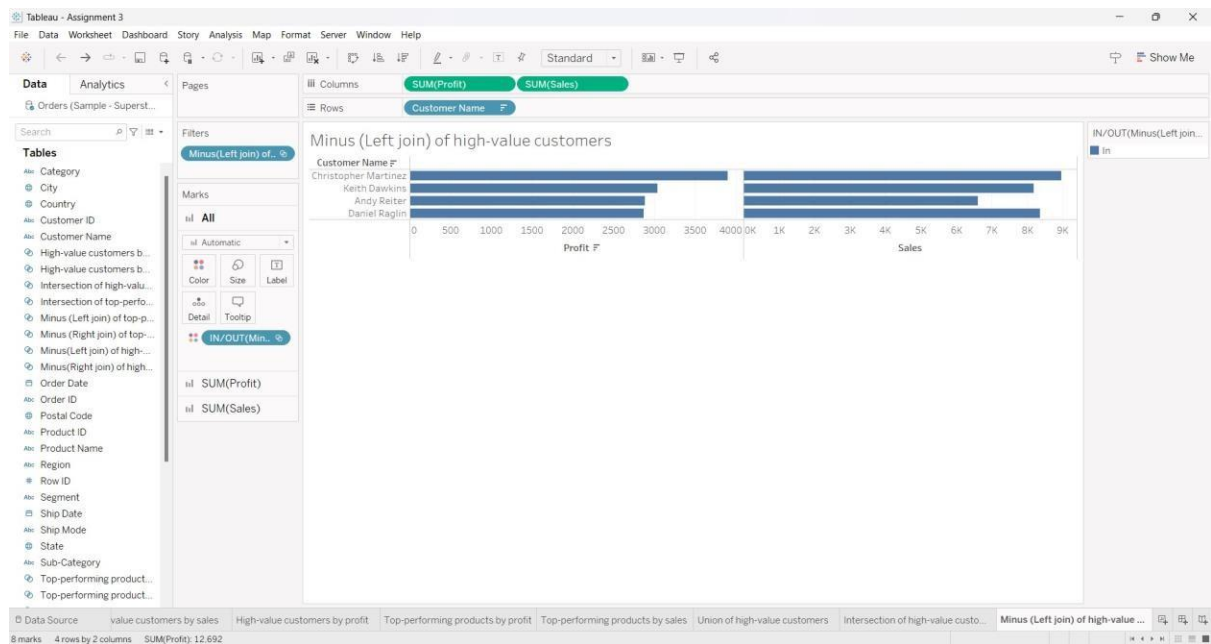 Tableau - Assignment 3
File Data Worksheet Dashboard Story Analysis Map Format Server Window Help
Standard
Show Me
Data Analytics
Orders (Sample - Superst...
Search
Tables
Abc Category
City
Country
Abc Customer ID
Abc Customer Name
High-value customers b...
High-value customers b...
Intersection of high-valu...
Intersection of top-perfo...
Minus (Left join) of top-p...
Minus (Right join) of top-...
Minus(Left join) of high-...
Minus(Right join) of high...
Order Date
Abc Order ID
Postal Code
Abc Product ID
Abc Product Name
Abc Region
# Row ID
Abc Segment
Ship Date
Abc Ship Mode
State
Abc Sub-Category
Top-performing product...
Top-performing product...
Pages
Filters
Minus(Left join) of..
Marks
All
Automatic
Color Size Label
Detail Tooltip
IN/OUT(Min..
SUM(Profit)
SUM(Sales)
Columns SUM(Profit) SUM(Sales)
Rows Customer Name
Minus (Left join) of high-value customers
Customer Name
Christopher Martinez
Keith Dawkins
Andy Reiter
Daniel Raglin
0 500 1000 1500 2000 2500 3000 3500 4000 0K 1K 2K 3K 4K 5K 6K 7K 8K 9K
Profit Sales
IN/OUT(Minus(Left join...
In
Data Source value customers by sales High-value customers by profit Top-performing products by profit Top-performing products by sales Union of high-value customers Intersection of high-value custo... Minus (Left join) of high-value ...
8 marks 4 rows by 2 columns SUM(Profit): 12,692